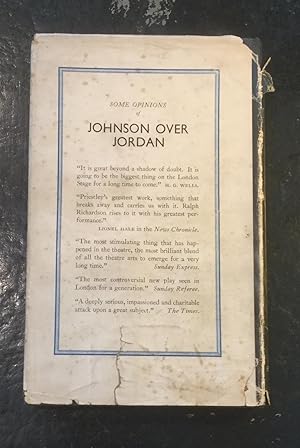 SOME OPINIONS
of
JOHNSON OVER
JORDAN
"It is great beyond a shadow of doubt. It is
going to be the biggest thing on the London
Stage for a long time to come." H. G. WELLS.
"Priestley's greatest work, something that
breaks away and carries us with it. Ralph
Richardson rises to it with his greatest per-
formance."
LIONEL HALE in the News Chronicle.
"The most stimulating thing that has hap-
pened in the theatre, the most brilliant blend
of all the theatre arts to emerge for a very
long time." Sunday Express.
"The most controversial new play seen in
London for a generation." Sunday Referee.
"A deeply serious, impassioned and charitable
attack upon a great subject." The Times.